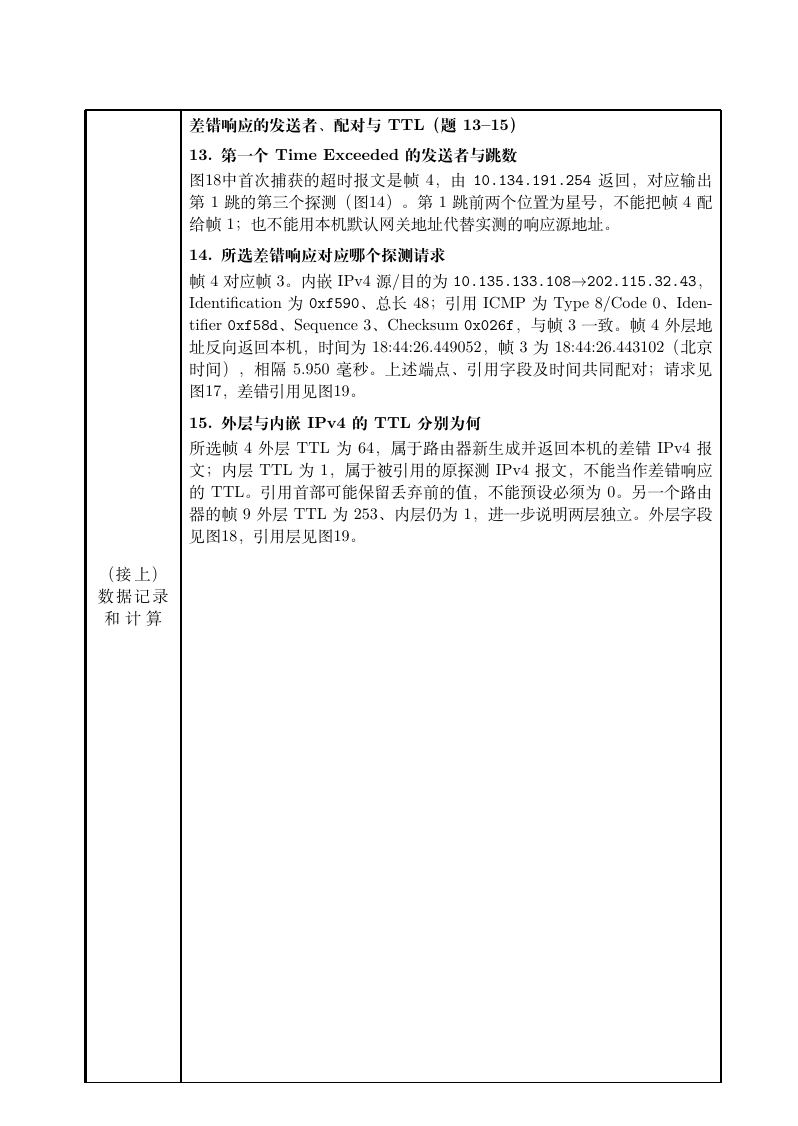 差错响应的发送者、配对与 TTL（题 13–15）
13. 第一个 Time Exceeded 的发送者与跳数
图18中首次捕获的超时报文是帧 4，由 10.134.191.254 返回，对应输出
第 1 跳的第三个探测（图14）。第 1 跳前两个位置为星号，不能把帧 4 配
给帧 1；也不能用本机默认网关地址代替实测的响应源地址。
14. 所选差错响应对应哪个探测请求
帧 4 对应帧 3。内嵌 IPv4 源/目的为 10.135.133.108→202.115.32.43，
Identification 为 0xf590、总长 48；引用 ICMP 为 Type 8/Code 0、Iden-
tifier 0xf58d、Sequence 3、Checksum 0x026f，与帧 3 一致。帧 4 外层地
址反向返回本机，时间为 18:44:26.449052，帧 3 为 18:44:26.443102（北京
时间），相隔 5.950 毫秒。上述端点、引用字段及时间共同配对；请求见
图17，差错引用见图19。
15. 外层与内嵌 IPv4 的 TTL 分别为何
所选帧 4 外层 TTL 为 64，属于路由器新生成并返回本机的差错 IPv4 报
文；内层 TTL 为 1，属于被引用的原探测 IPv4 报文，不能当作差错响应
的 TTL。引用首部可能保留丢弃前的值，不能预设必须为 0。另一个路由
器的帧 9 外层 TTL 为 253、内层仍为 1，进一步说明两层独立。外层字段
见图18，引用层见图19。
（接上）
数据记录
和计算